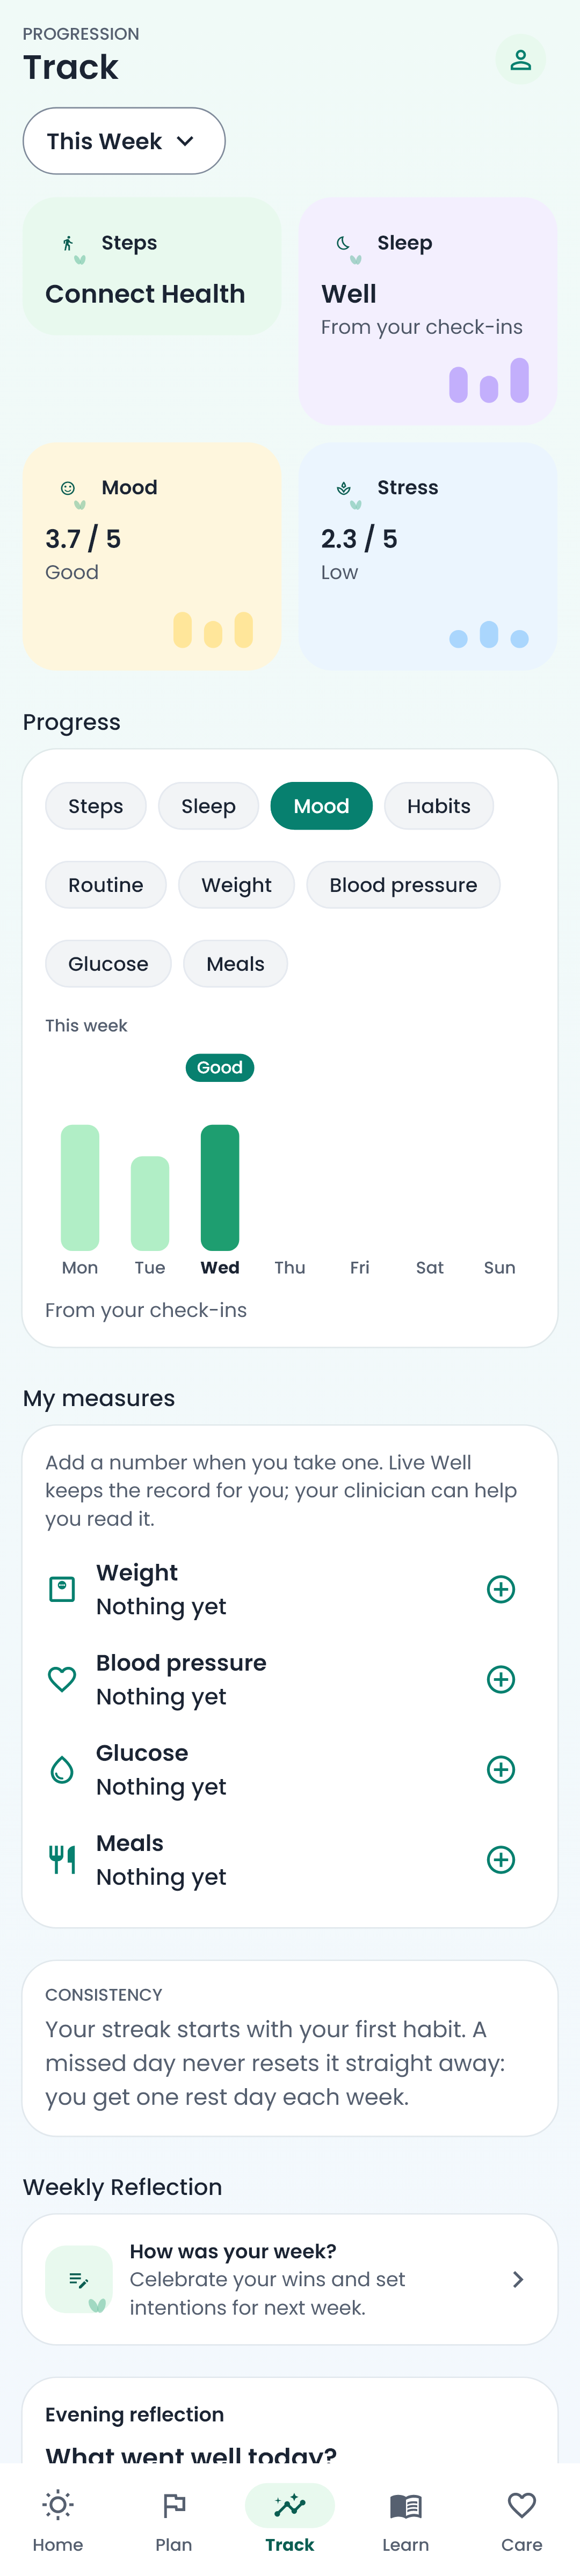 PROGRESSION
Track
This Week
Steps
Connect Health
Sleep
Well
From your check-ins
Mood
3.7 / 5
Good
Stress
2.3 / 5
Low
Progress
Steps
Sleep
Mood
Habits
Routine
Weight
Blood pressure
Glucose
Meals
This week
Good
Mon
Tue
Wed
Thu
Fri
Sat
Sun
From your check-ins
My measures
Add a number when you take one. Live Well
keeps the record for you; your clinician can help
you read it.
Weight
Nothing yet
Blood pressure
Nothing yet
Glucose
Nothing yet
Meals
Nothing yet
CONSISTENCY
Your streak starts with your first habit. A
missed day never resets it straight away:
you get one rest day each week.
Weekly Reflection
How was your week?
Celebrate your wins and set
intentions for next week.
Evening reflection
What went well today?
Home
Plan
Track
Learn
Care